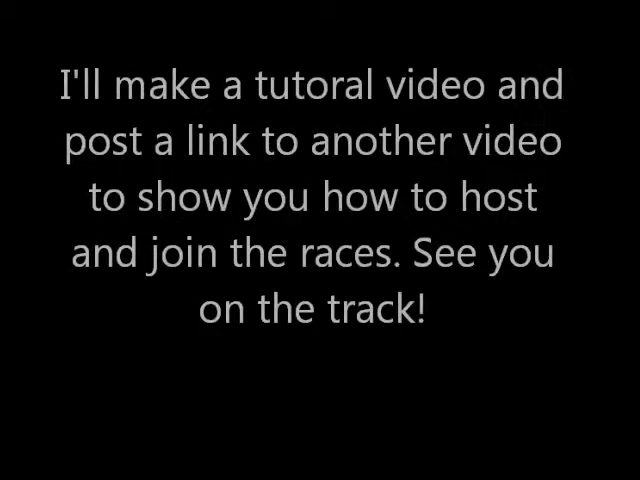 I'll make a tutoral video and
post a link to another video
to show you how to host
and join the races. See you
on the track!